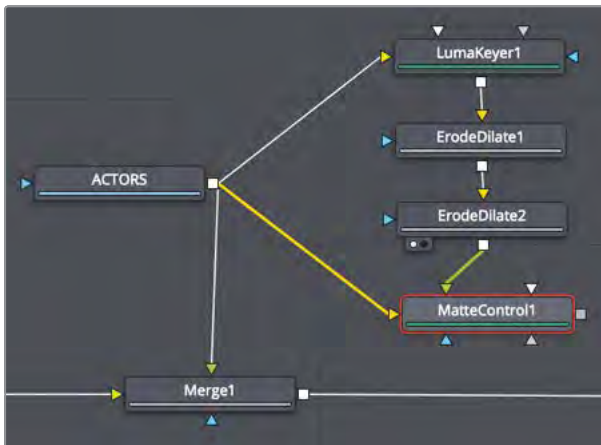 LumaKeyer1
ErodeDilate1
ACTORS
ErodeDilate2
MatteControl1
Merge1